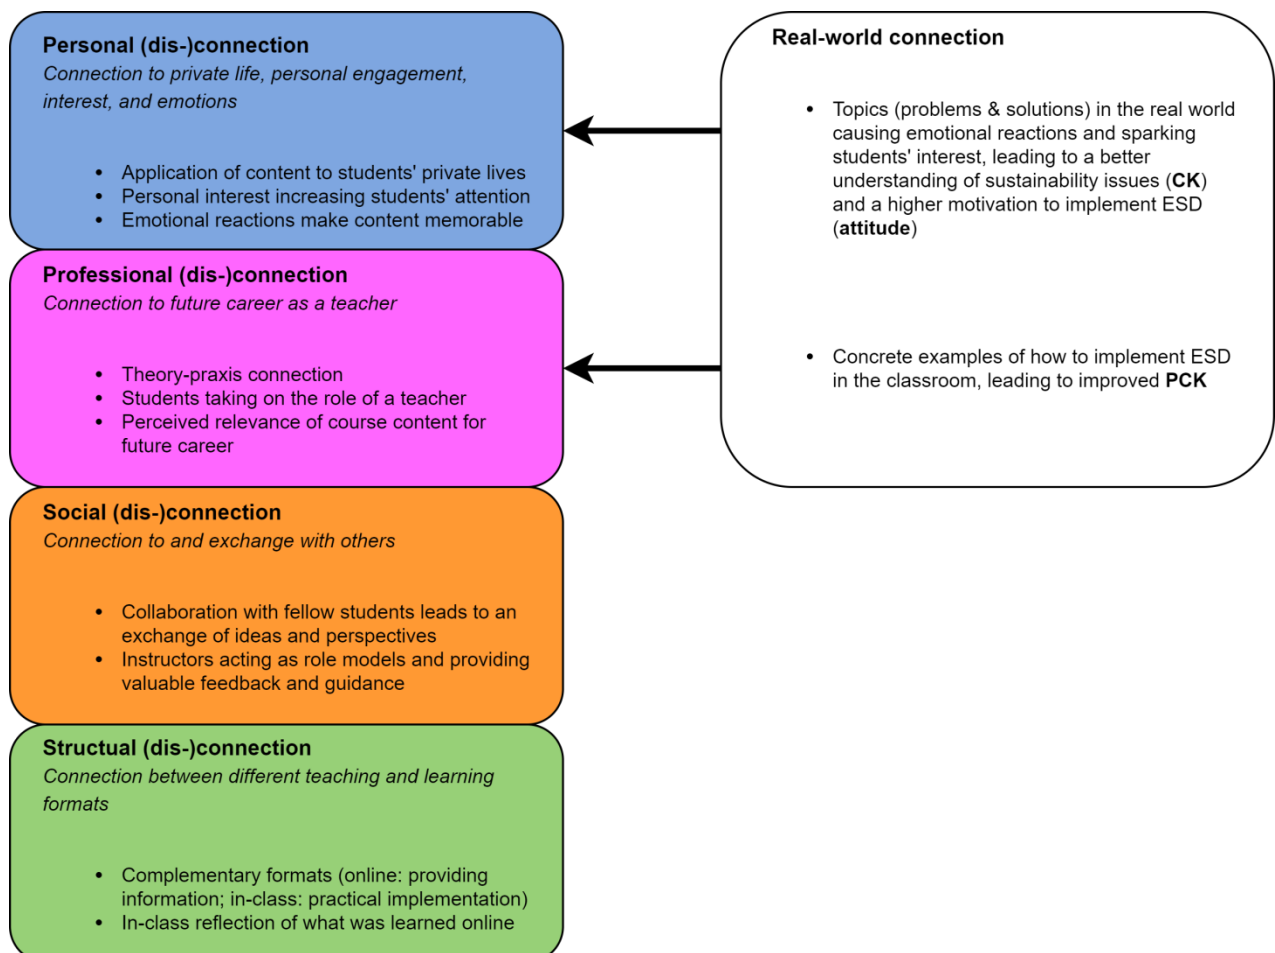 Personal (dis-)connection
Connection to private life, personal engagement,
interest, and emotions
• Application of content to students' private lives
• Personal interest increasing students' attention
• Emotional reactions make content memorable
Professional (dis-)connection
Connection to future career as a teacher
• Theory-praxis connection
• Students taking on the role of a teacher
• Perceived relevance of course content for
future career
Social (dis-)connection
Connection to and exchange with others
• Collaboration with fellow students leads to an
exchange of ideas and perspectives
• Instructors acting as role models and providing
valuable feedback and guidance
Structual (dis-)connection
Connection between different teaching and learning
formats
• Complementary formats (online: providing
information; in-class: practical implementation)
• In-class reflection of what was learned online
Real-world connection
• Topics (problems & solutions) in the real world
causing emotional reactions and sparking
students' interest, leading to a better
understanding of sustainability issues (CK)
and a higher motivation to implement ESD
(attitude)
• Concrete examples of how to implement ESD
in the classroom, leading to improved PCK